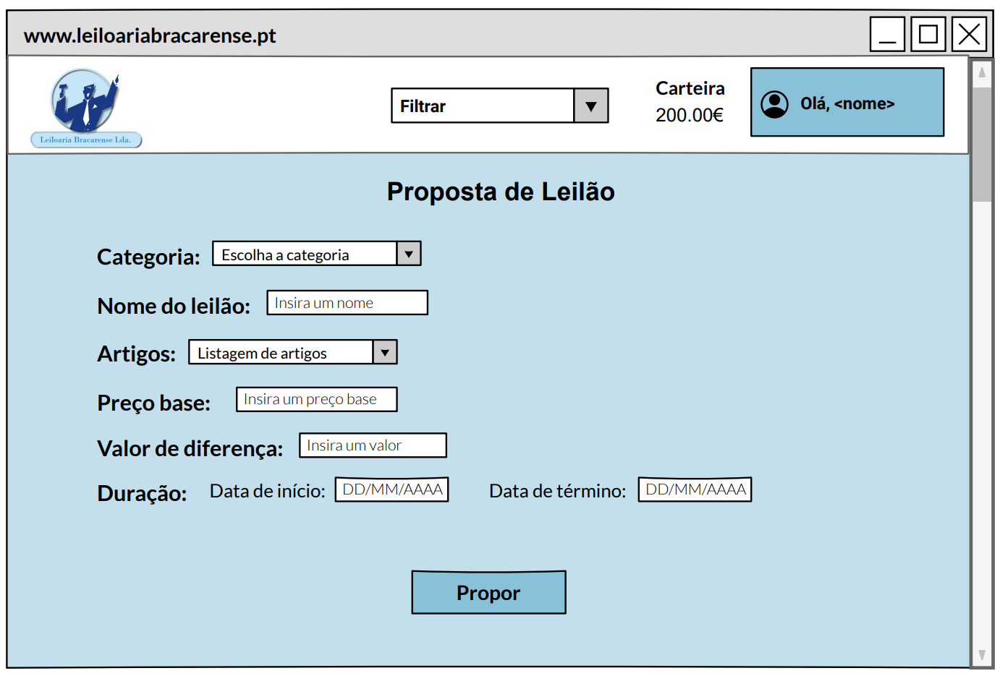 www.leiloariabracarense.pt
Leiloaria Bracarense Lda.
Filtrar
Carteira
200.00€
Olá, <nome>
Proposta de Leilão
Categoria: Escolha a categoria
Nome do leilão: Insira um nome
Artigos: Listagem de artigos
Preço base: Insira um preço base
Valor de diferença: Insira um valor
Duração: Data de início: DD/MM/AAAA Data de término: DD/MM/AAAA
Propor